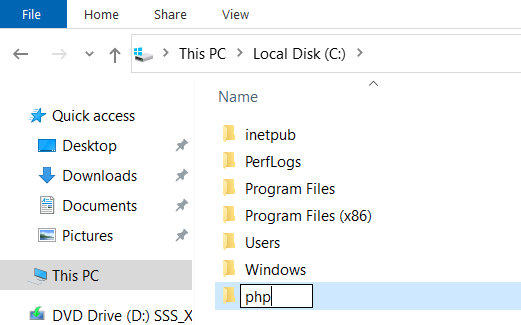 File Home Share View
This PC Local Disk (C:)
Name
Quick access
Desktop
Downloads
Documents
Pictures
This PC
DVD Drive (D:) SSS_X
inetpub
PerfLogs
Program Files
Program Files (x86)
Users
Windows
php